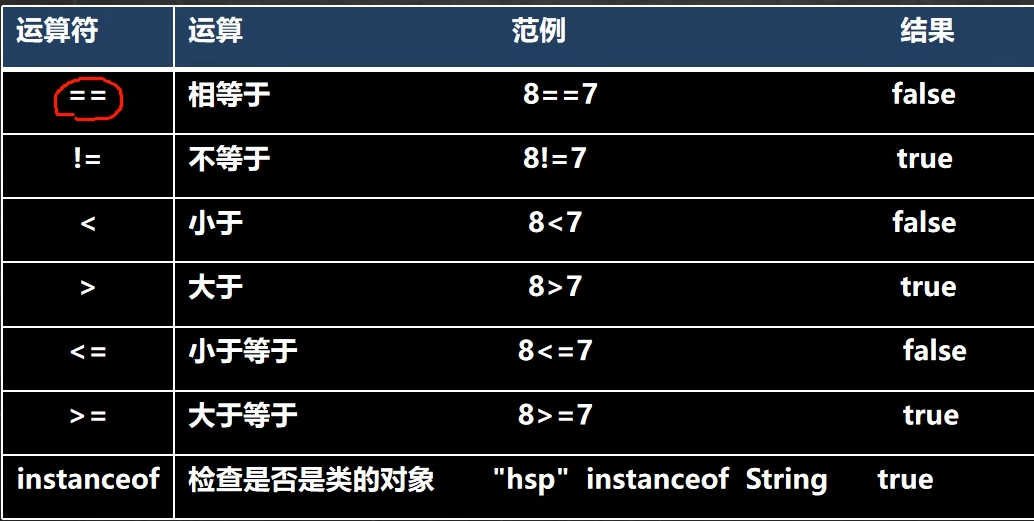 运算符 运算 范例 结果
== 相等于 8==7 false
!= 不等于 8!=7 true
< 小于 8<7 false
> 大于 8>7 true
<= 小于等于 8<=7 false
>= 大于等于 8>=7 true
instanceof 检查是否是类的对象 "hsp" instanceof String true